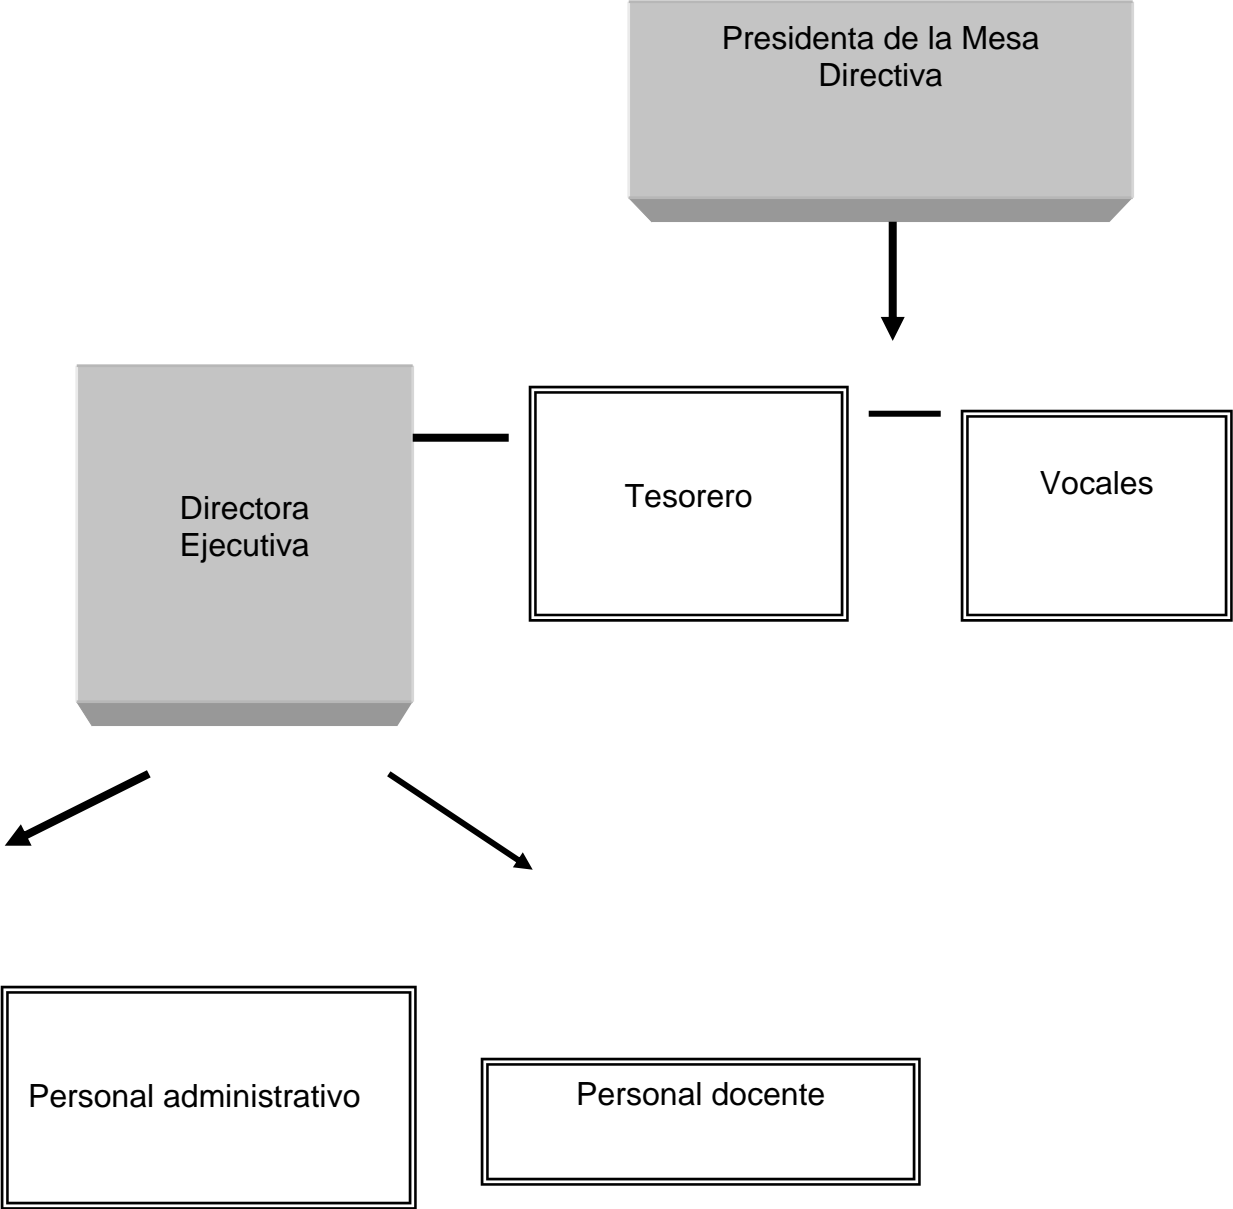 Presidenta de la Mesa
Directiva
Directora
Ejecutiva
Tesorero
Vocales
Personal administrativo
Personal docente